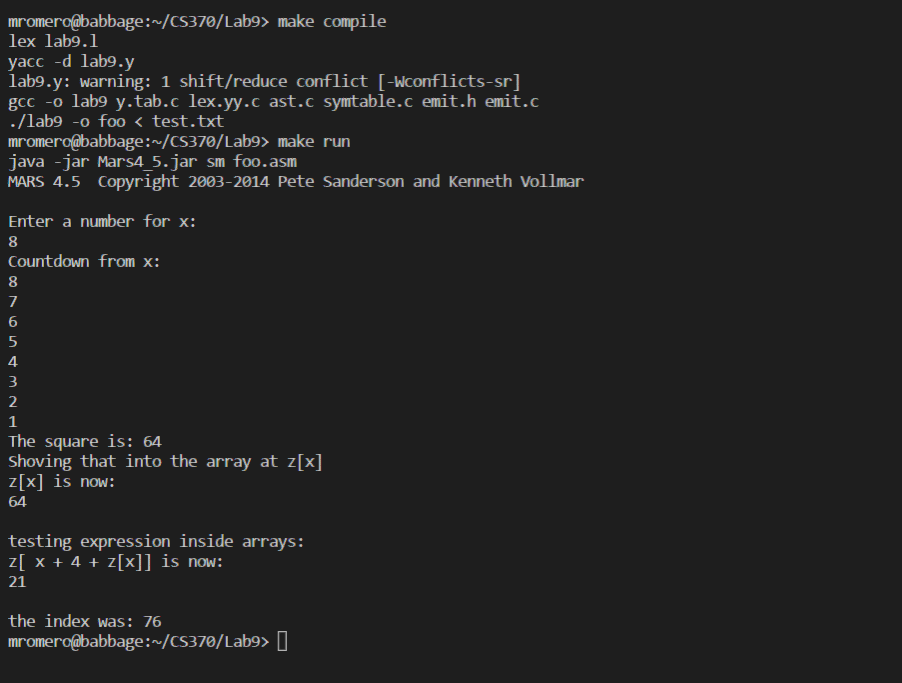 mromero@babbage:~/CS370/Lab9> make compile
lex lab9.l
yacc -d lab9.y
lab9.y: warning: 1 shift/reduce conflict [-Wconflicts-sr]
gcc -o lab9 y.tab.c lex.yy.c ast.c symtable.c emit.h emit.c
./lab9 -o foo < test.txt
mromero@babbage:~/CS370/Lab9> make run
java -jar Mars4_5.jar sm foo.asm
MARS 4.5  Copyright 2003-2014 Pete Sanderson and Kenneth Vollmar
Enter a number for x:
8
Countdown from x:
8
7
6
5
4
3
2
1
The square is: 64
Shoving that into the array at z[x]
z[x] is now:
64
testing expression inside arrays:
z[ x + 4 + z[x]] is now:
21
the index was: 76
mromero@babbage:~/CS370/Lab9>